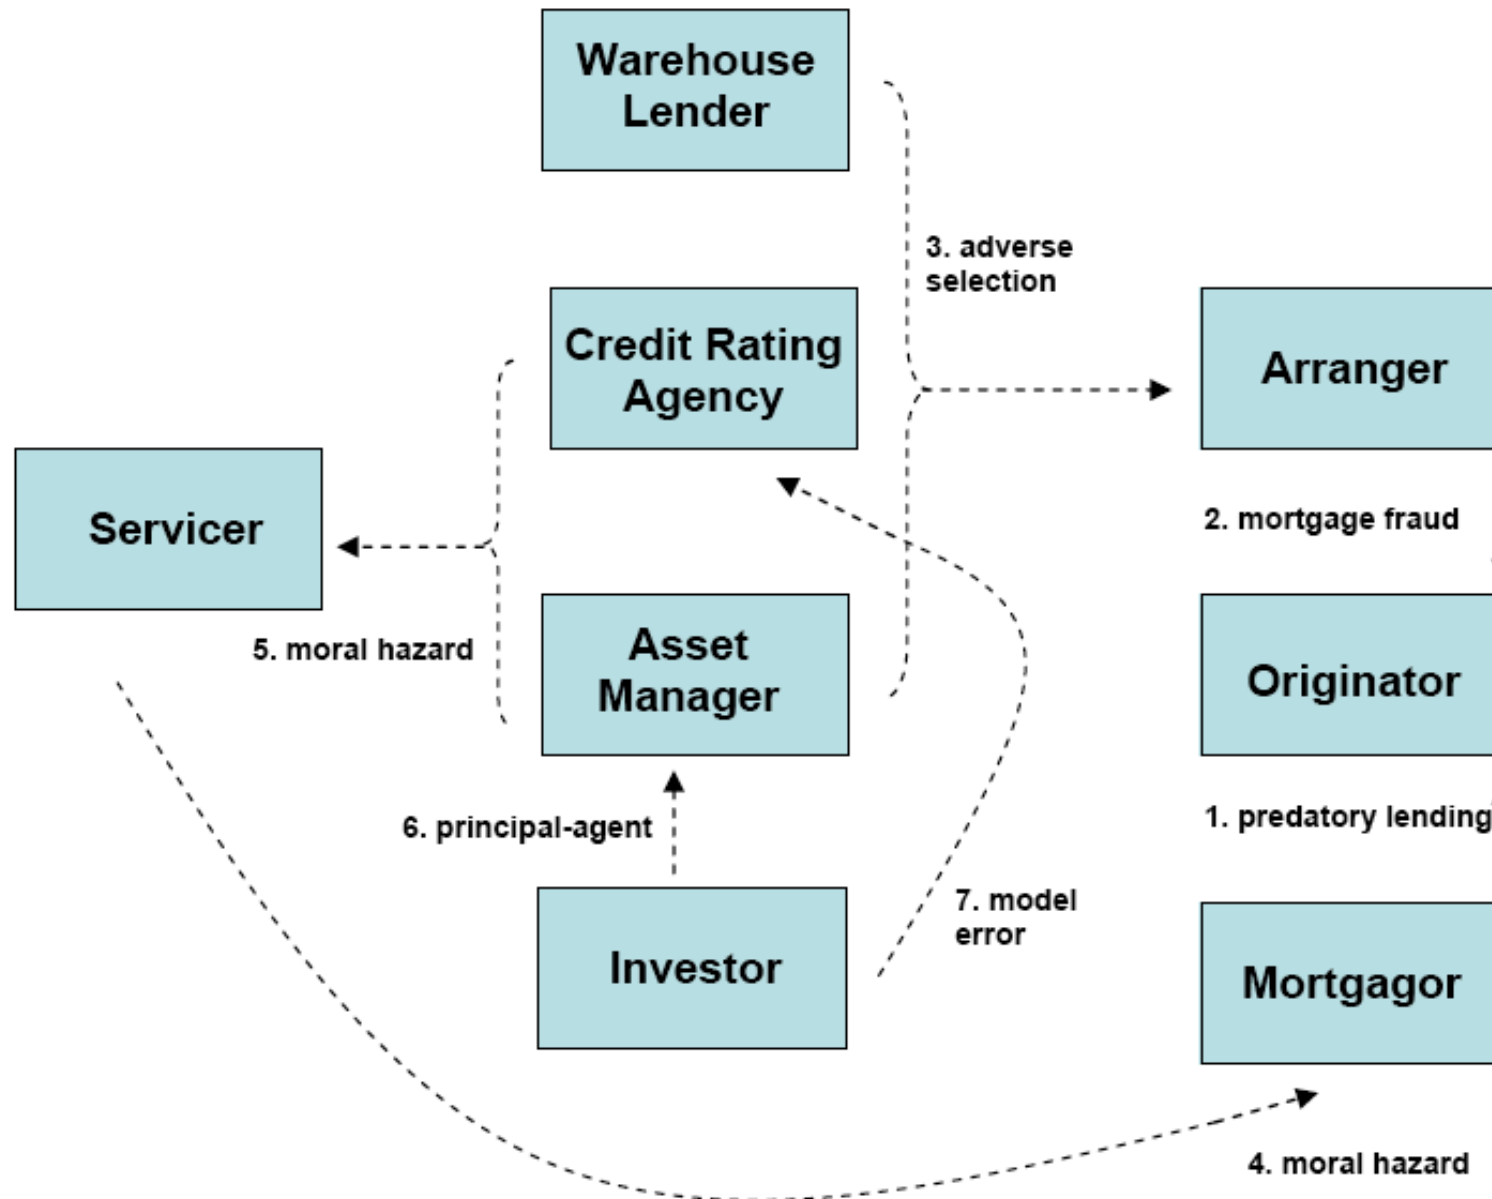 Warehouse
Lender
3. adverse
selection
Credit Rating
Agency
Arranger
Servicer
2. mortgage fraud
5. moral hazard
Asset
Manager
Originator
6. principal-agent
1. predatory lending
7. model
error
Investor
Mortgagor
4. moral hazard